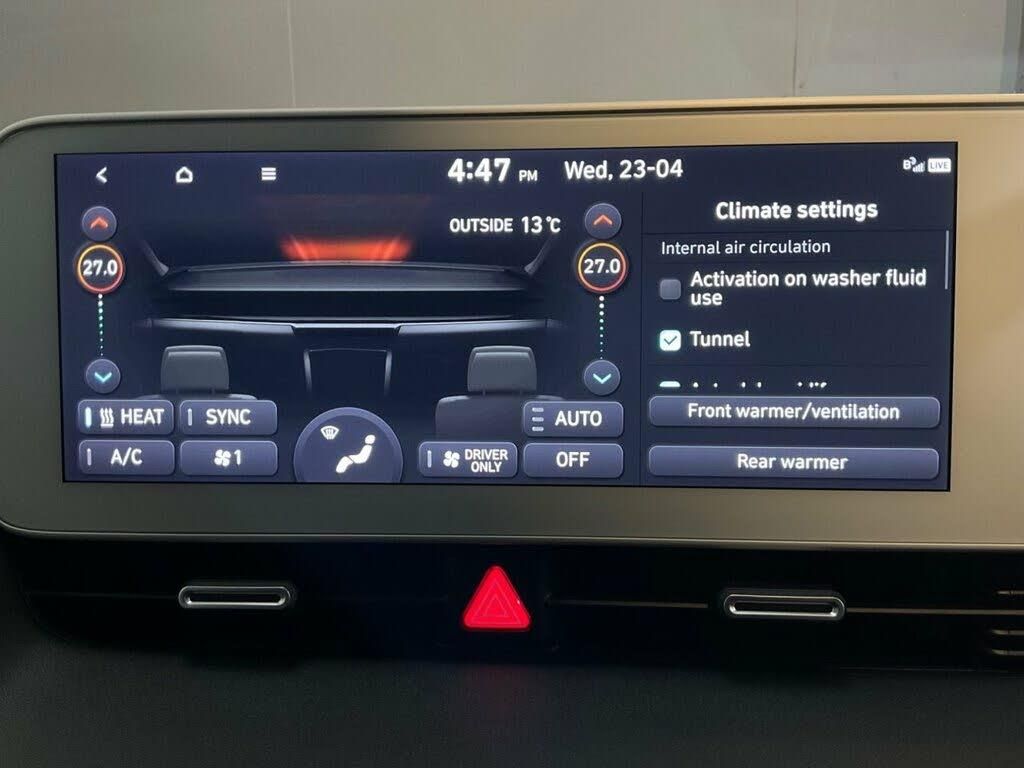 4:47 PM Wed, 23-04
LIVE
OUTSIDE 13°C
27.0
27.0
HEAT
SYNC
A/C
1
DRIVER
ONLY
AUTO
OFF
Climate settings
Internal air circulation
Activation on washer fluid
use
Tunnel
Front warmer/ventilation
Rear warmer